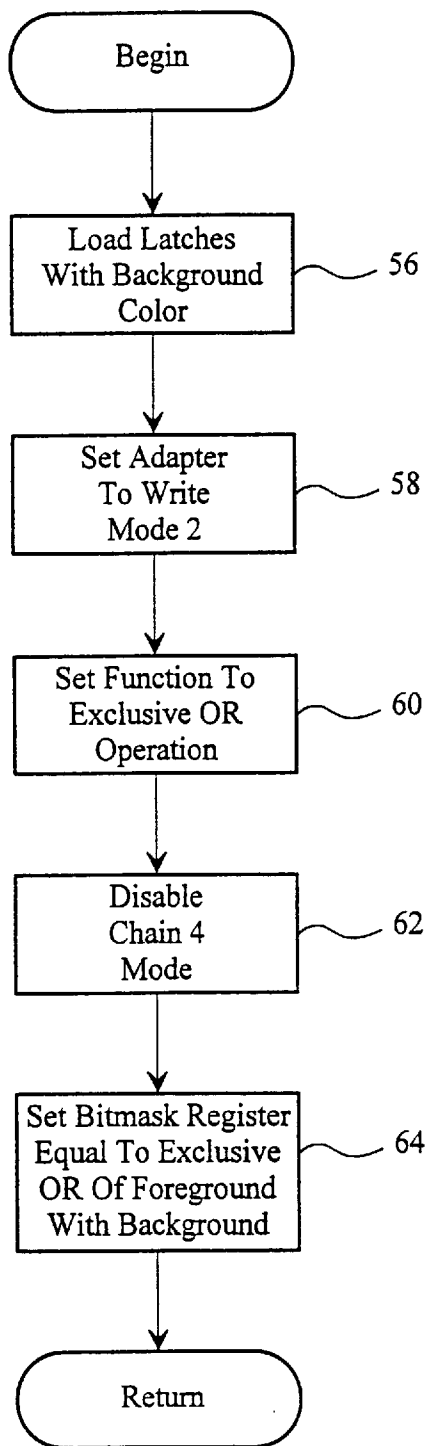 Begin
Load Latches
With Background
Color
56
Set Adapter
To Write
Mode 2
58
Set Function To
Exclusive OR
Operation
60
Disable
Chain 4
Mode
62
Set Bitmask Register
Equal To Exclusive
OR Of Foreground
With Background
64
Return